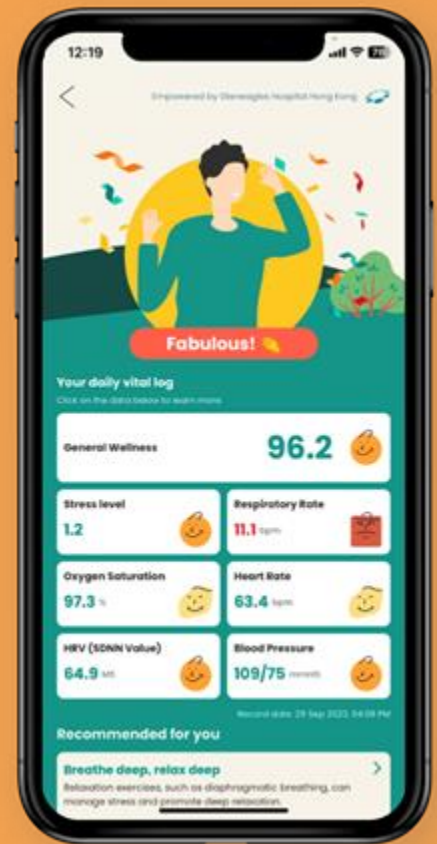 12:19
Empowered by Gleneagles Hospital Hong Kong
Fabulous!
Your daily vital log
Click on the data below to learn more
General Wellness 96.2
Stress level
1.2
Respiratory Rate
11.1 bpm
Oxygen Saturation
97.3 %
Heart Rate
63.4 bpm
HRV (SDNN Value)
64.9 MS
Blood Pressure
109/75 mmHG
Record date: 29 Sep 2023, 04:09 PM
Recommended for you
Breathe deep, relax deep
Relaxation exercises, such as diaphragmatic breathing, can
manage stress and promote deep relaxation.